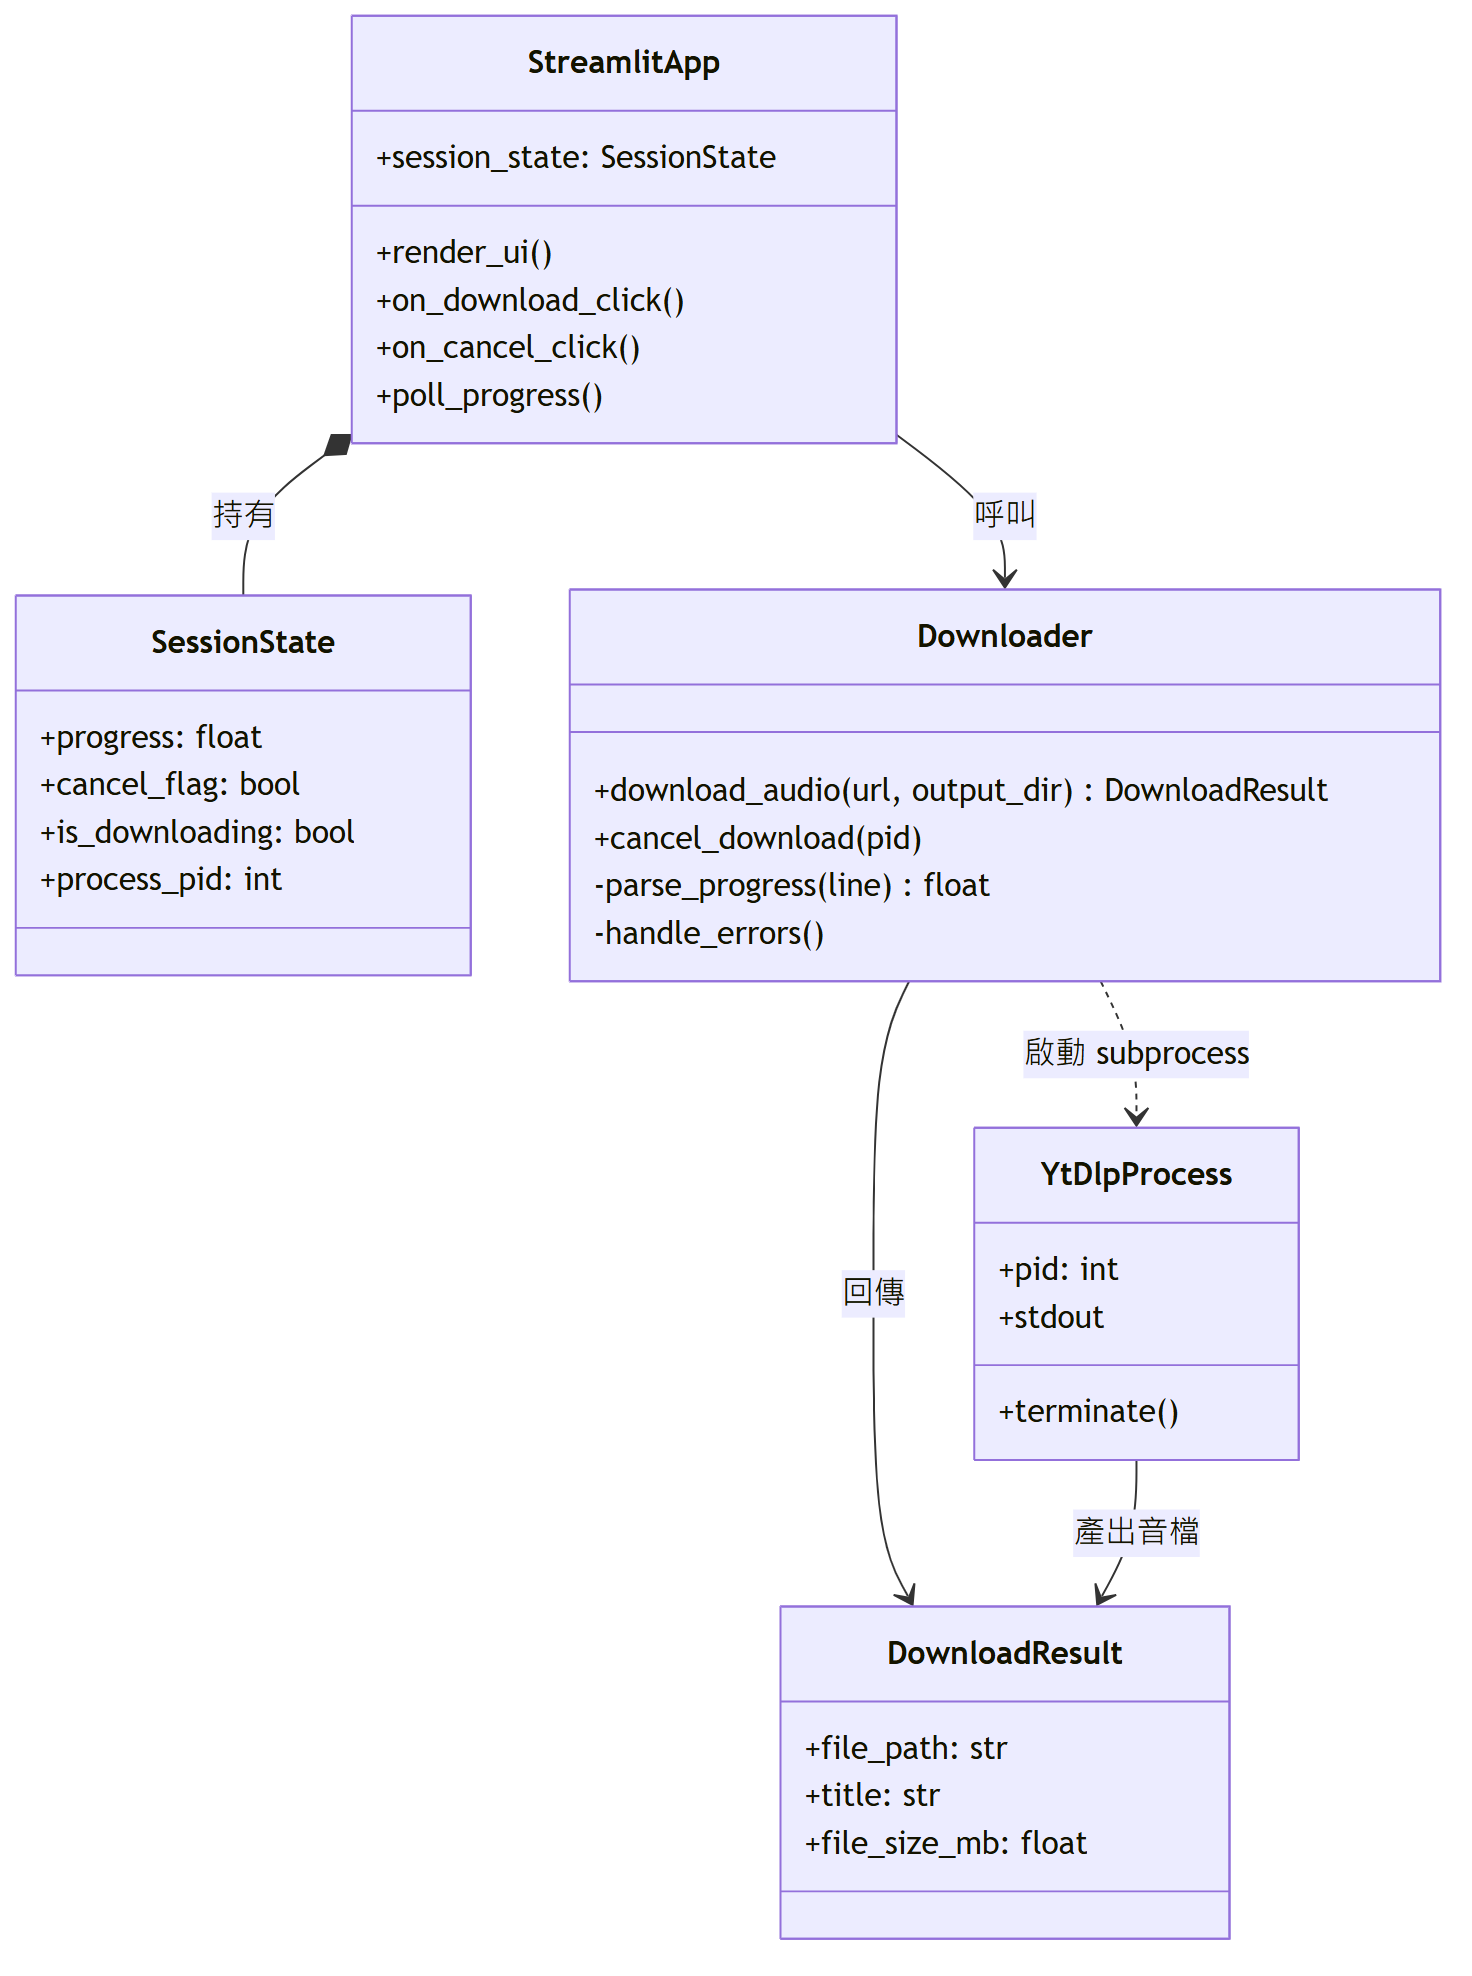 StreamlitApp
+session_state: SessionState
+render_ui()
+on_download_click()
+on_cancel_click()
+poll_progress()
持有
呼叫
SessionState
+progress: float
+cancel_flag: bool
+is_downloading: bool
+process_pid: int
Downloader
+download_audio(url, output_dir) : DownloadResult
+cancel_download(pid)
-parse_progress(line) : float
-handle_errors()
啟動 subprocess
YtDlpProcess
+pid: int
+stdout
+terminate()
回傳
產出音檔
DownloadResult
+file_path: str
+title: str
+file_size_mb: float